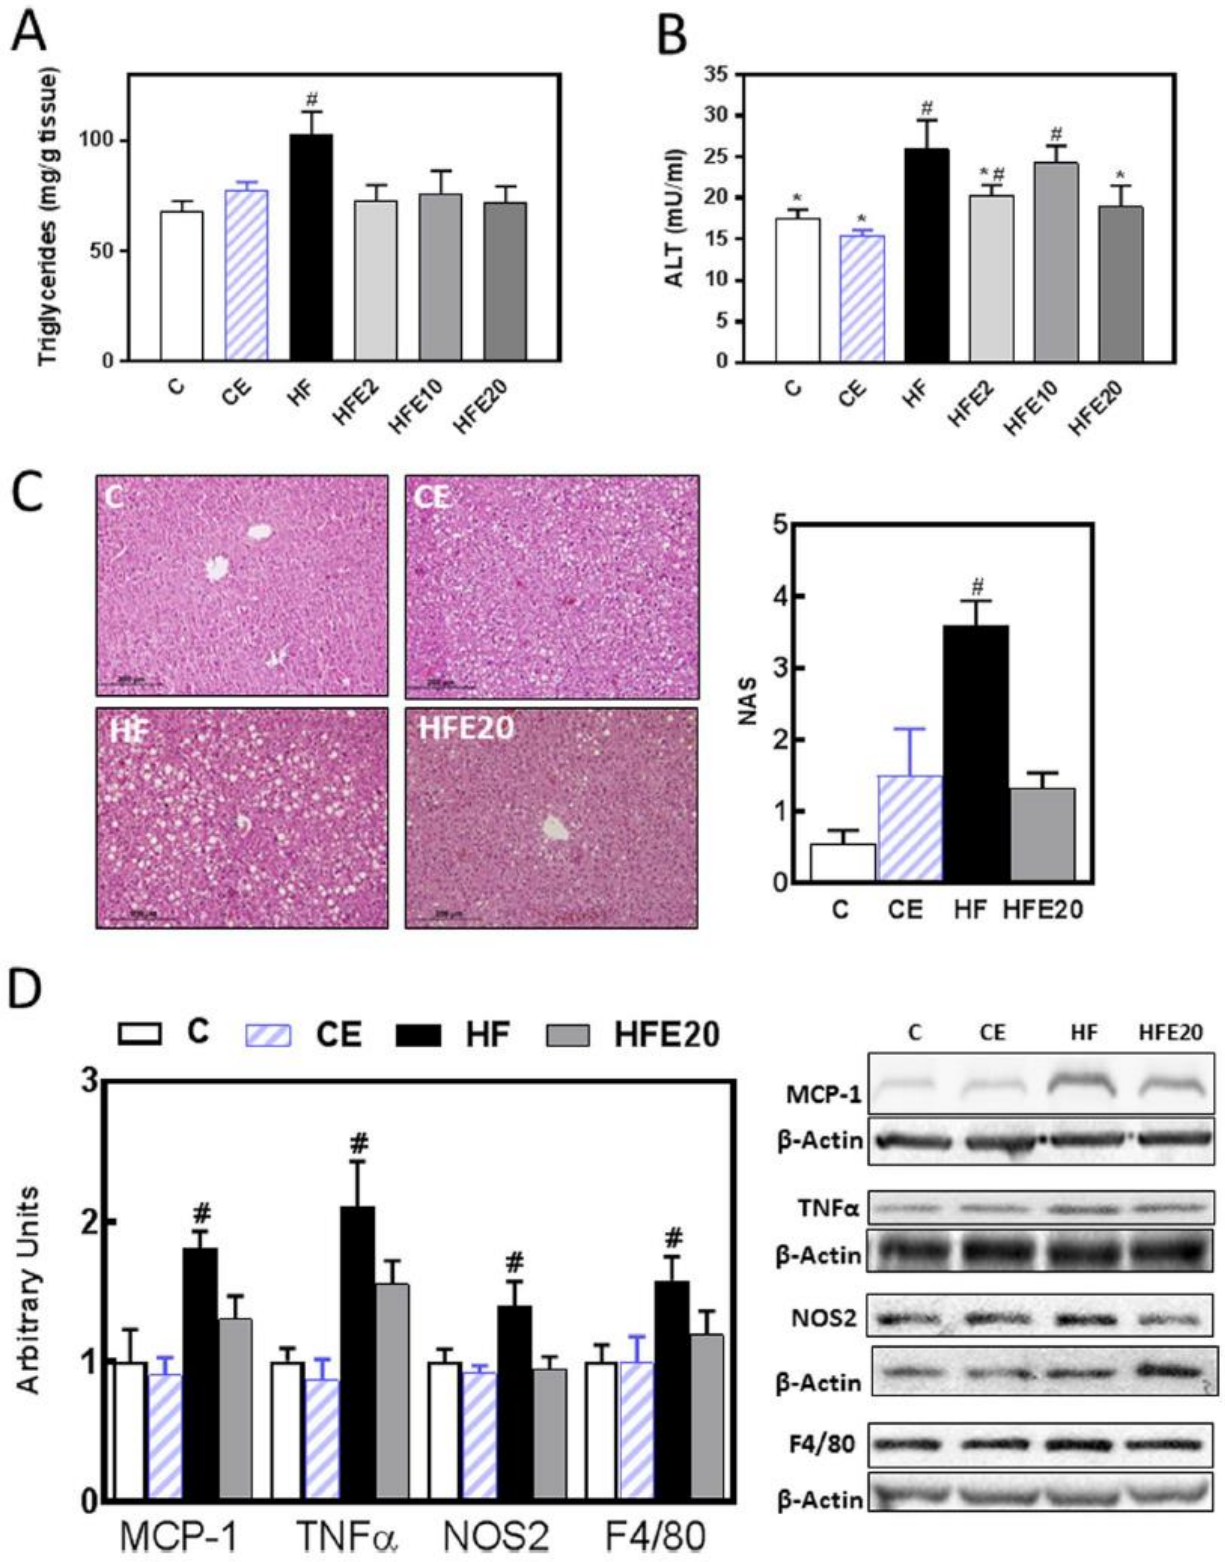 A
Triglycerides (mg/g tissue)
100
50
0
#
C CE HF HFE2 HFE10 HFE20
B
ALT (mU/ml)
35
30
25
20
15
10
5
0
* * # * # # *
C CE HF HFE2 HFE10 HFE20
C
C
CE
HF
HFE20
NAS
5
4
3
2
1
0
#
C CE HF HFE20
D
C CE HF HFE20
Arbitrary Units
3
2
1
0
# # # #
MCP-1 TNFα NOS2 F4/80
C CE HF HFE20
MCP-1
β-Actin
TNFα
β-Actin
NOS2
β-Actin
F4/80
β-Actin